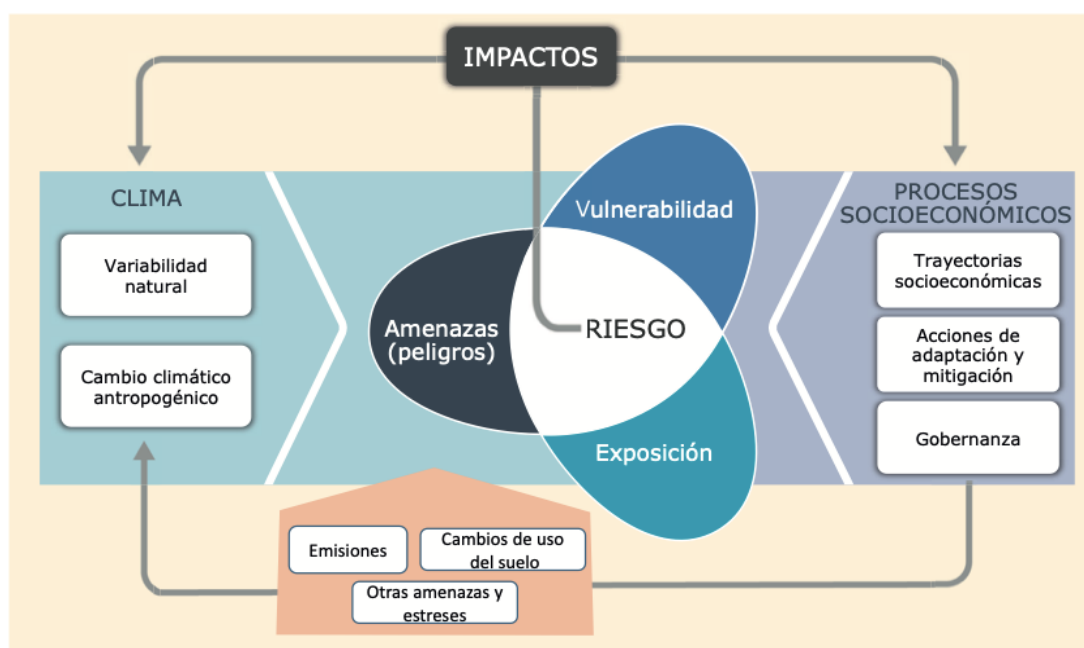 IMPACTOS
CLIMA
Variabilidad
natural
Cambio climático
antropogénico
Vulnerabilidad
Amenazas
(peligros)
RIESGO
Exposición
PROCESOS
SOCIOECONÓMICOS
Trayectorias
socioeconómicas
Acciones de
adaptación y
mitigación
Gobernanza
Emisiones
Cambios de uso
del suelo
Otras amenazas y
estreses